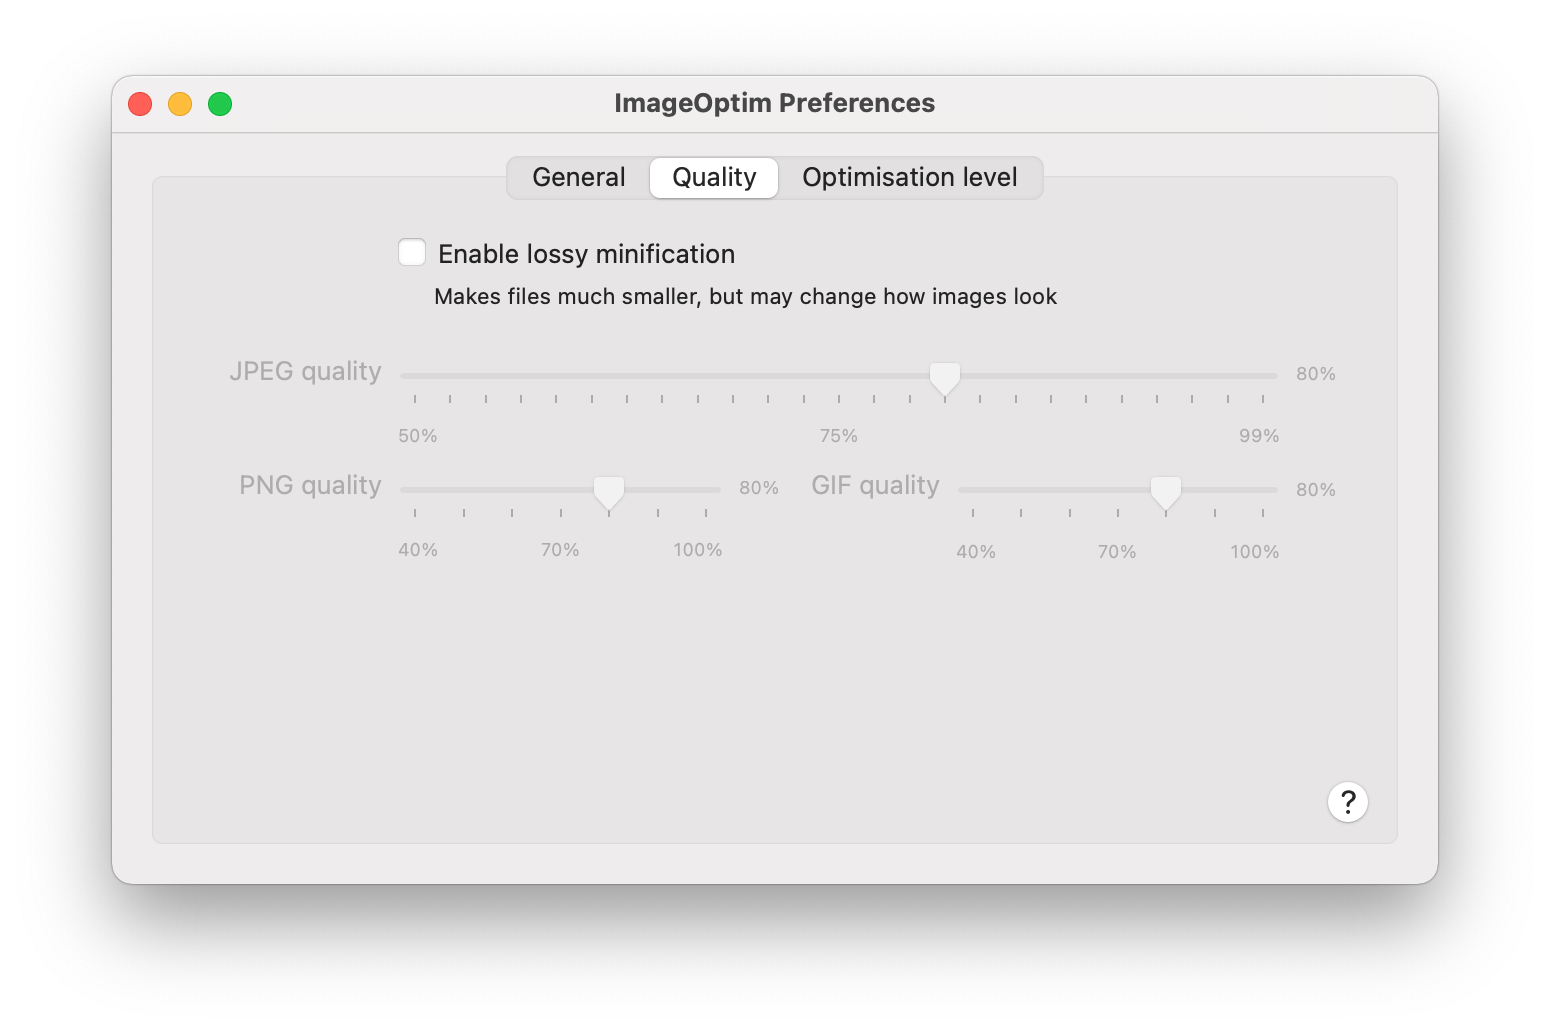 ImageOptim Preferences
General Quality Optimisation level
Enable lossy minification
Makes files much smaller, but may change how images look
JPEG quality 80%
50% 75% 99%
PNG quality 80% GIF quality 80%
40% 70% 100% 40% 70% 100%
?